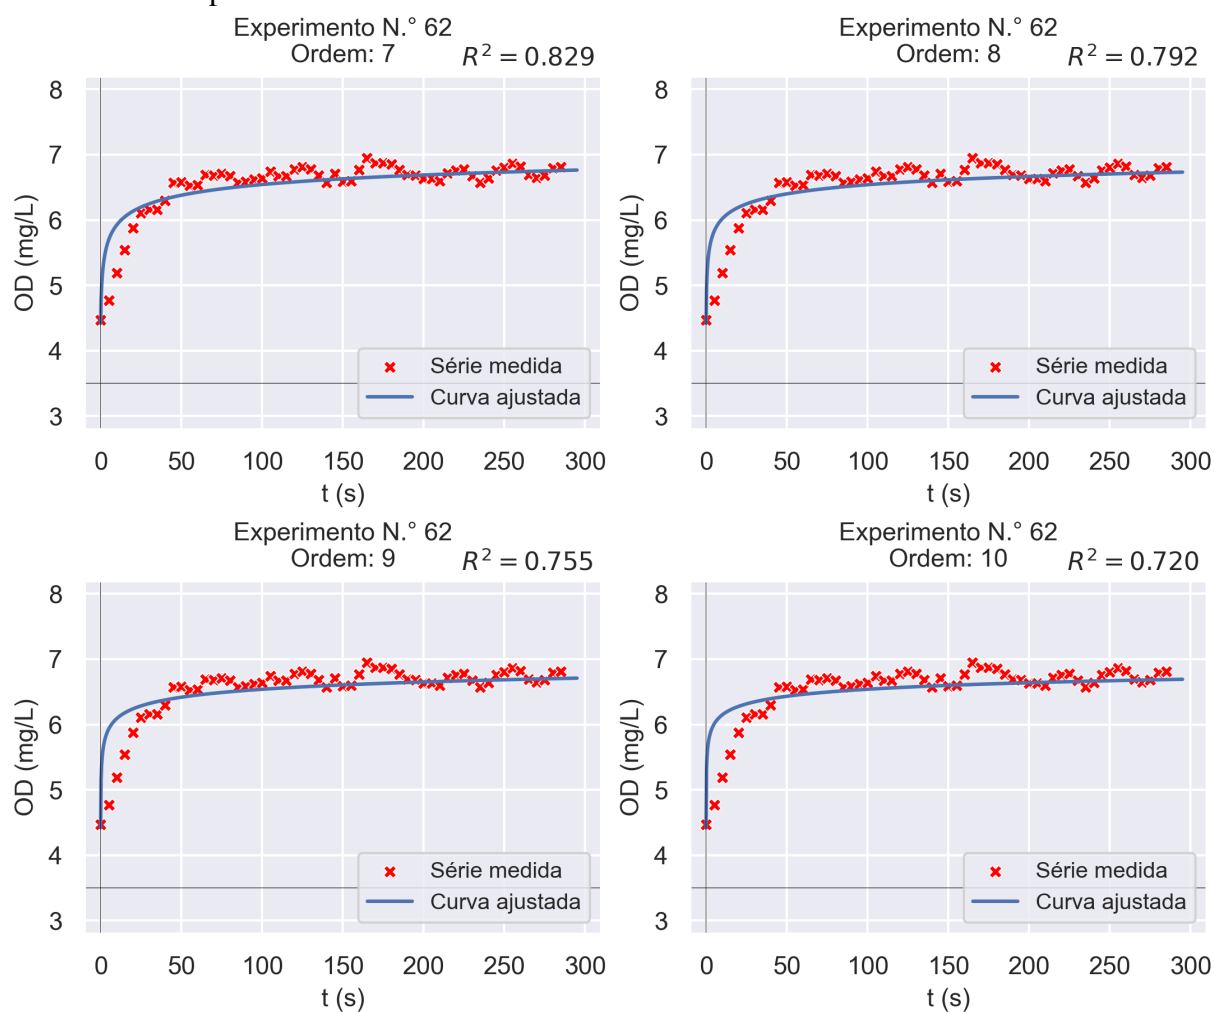 Experimento N.° 62
Ordem: 7
R² = 0.829
8
7
6
5
4
3
OD (mg/L)
Série medida
Curva ajustada
0 50 100 150 200 250 300
t (s)
Experimento N.° 62
Ordem: 8
R² = 0.792
8
7
6
5
4
3
OD (mg/L)
Série medida
Curva ajustada
0 50 100 150 200 250 300
t (s)
Experimento N.° 62
Ordem: 9
R² = 0.755
8
7
6
5
4
3
OD (mg/L)
Série medida
Curva ajustada
0 50 100 150 200 250 300
t (s)
Experimento N.° 62
Ordem: 10
R² = 0.720
8
7
6
5
4
3
OD (mg/L)
Série medida
Curva ajustada
0 50 100 150 200 250 300
t (s)